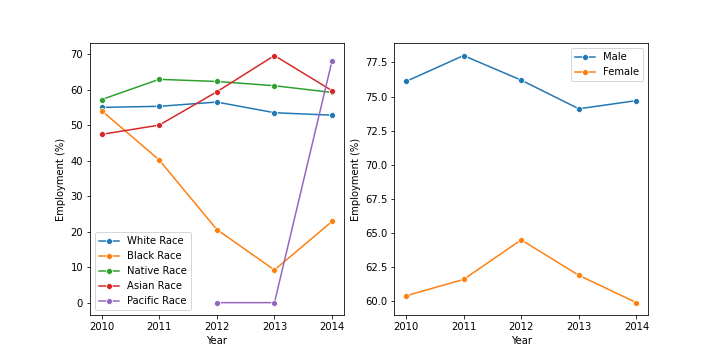 70
60
50
40
30
20
10
0
Employment (%)
2010 2011 2012 2013 2014
Year
White Race
Black Race
Native Race
Asian Race
Pacific Race
77.5
75.0
72.5
70.0
67.5
65.0
62.5
60.0
Employment (%)
2010 2011 2012 2013 2014
Year
Male
Female